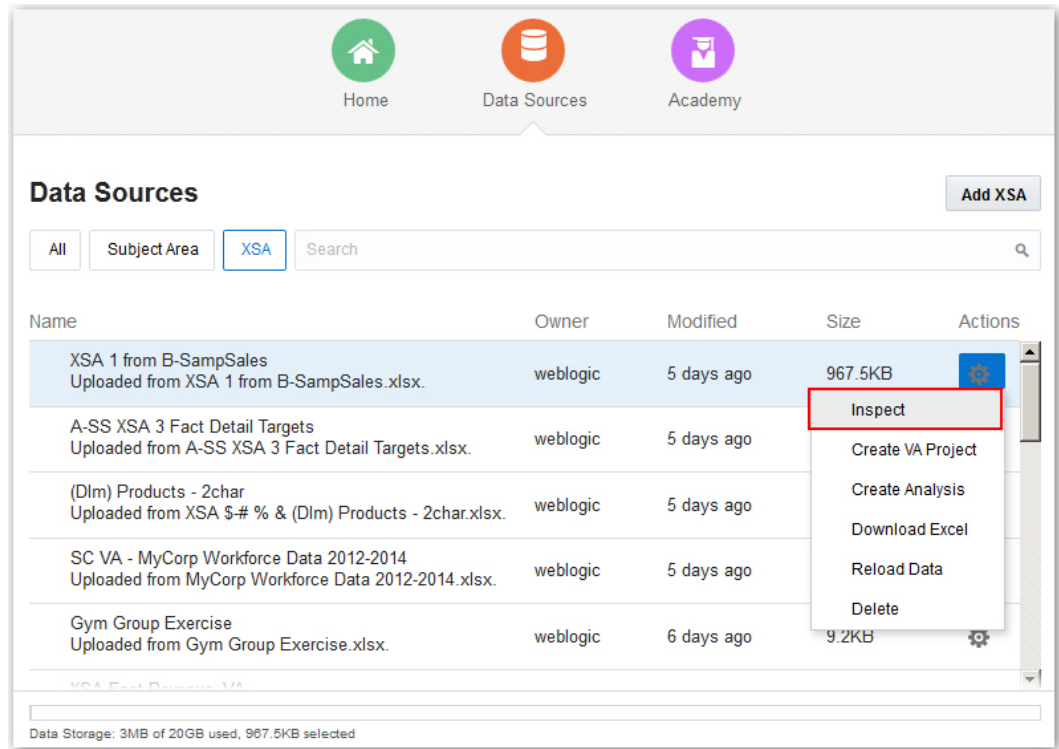 Home
Data Sources
Academy
Data Sources
Add XSA
All
Subject Area
XSA
Search
Name
Owner
Modified
Size
Actions
XSA 1 from B-SampSales
Uploaded from XSA 1 from B-SampSales.xlsx.
weblogic
5 days ago
967.5KB
Inspect
Create VA Project
Create Analysis
Download Excel
Reload Data
Delete
A-SS XSA 3 Fact Detail Targets
Uploaded from A-SS XSA 3 Fact Detail Targets.xlsx.
weblogic
5 days ago
(Dlm) Products - 2char
Uploaded from XSA $-# % & (Dlm) Products - 2char.xlsx.
weblogic
5 days ago
SC VA - MyCorp Workforce Data 2012-2014
Uploaded from MyCorp Workforce Data 2012-2014.xlsx.
weblogic
5 days ago
Gym Group Exercise
Uploaded from Gym Group Exercise.xlsx.
weblogic
6 days ago
9.2KB
XSA Fact Revenue
Data Storage: 3MB of 20GB used, 967.5KB selected